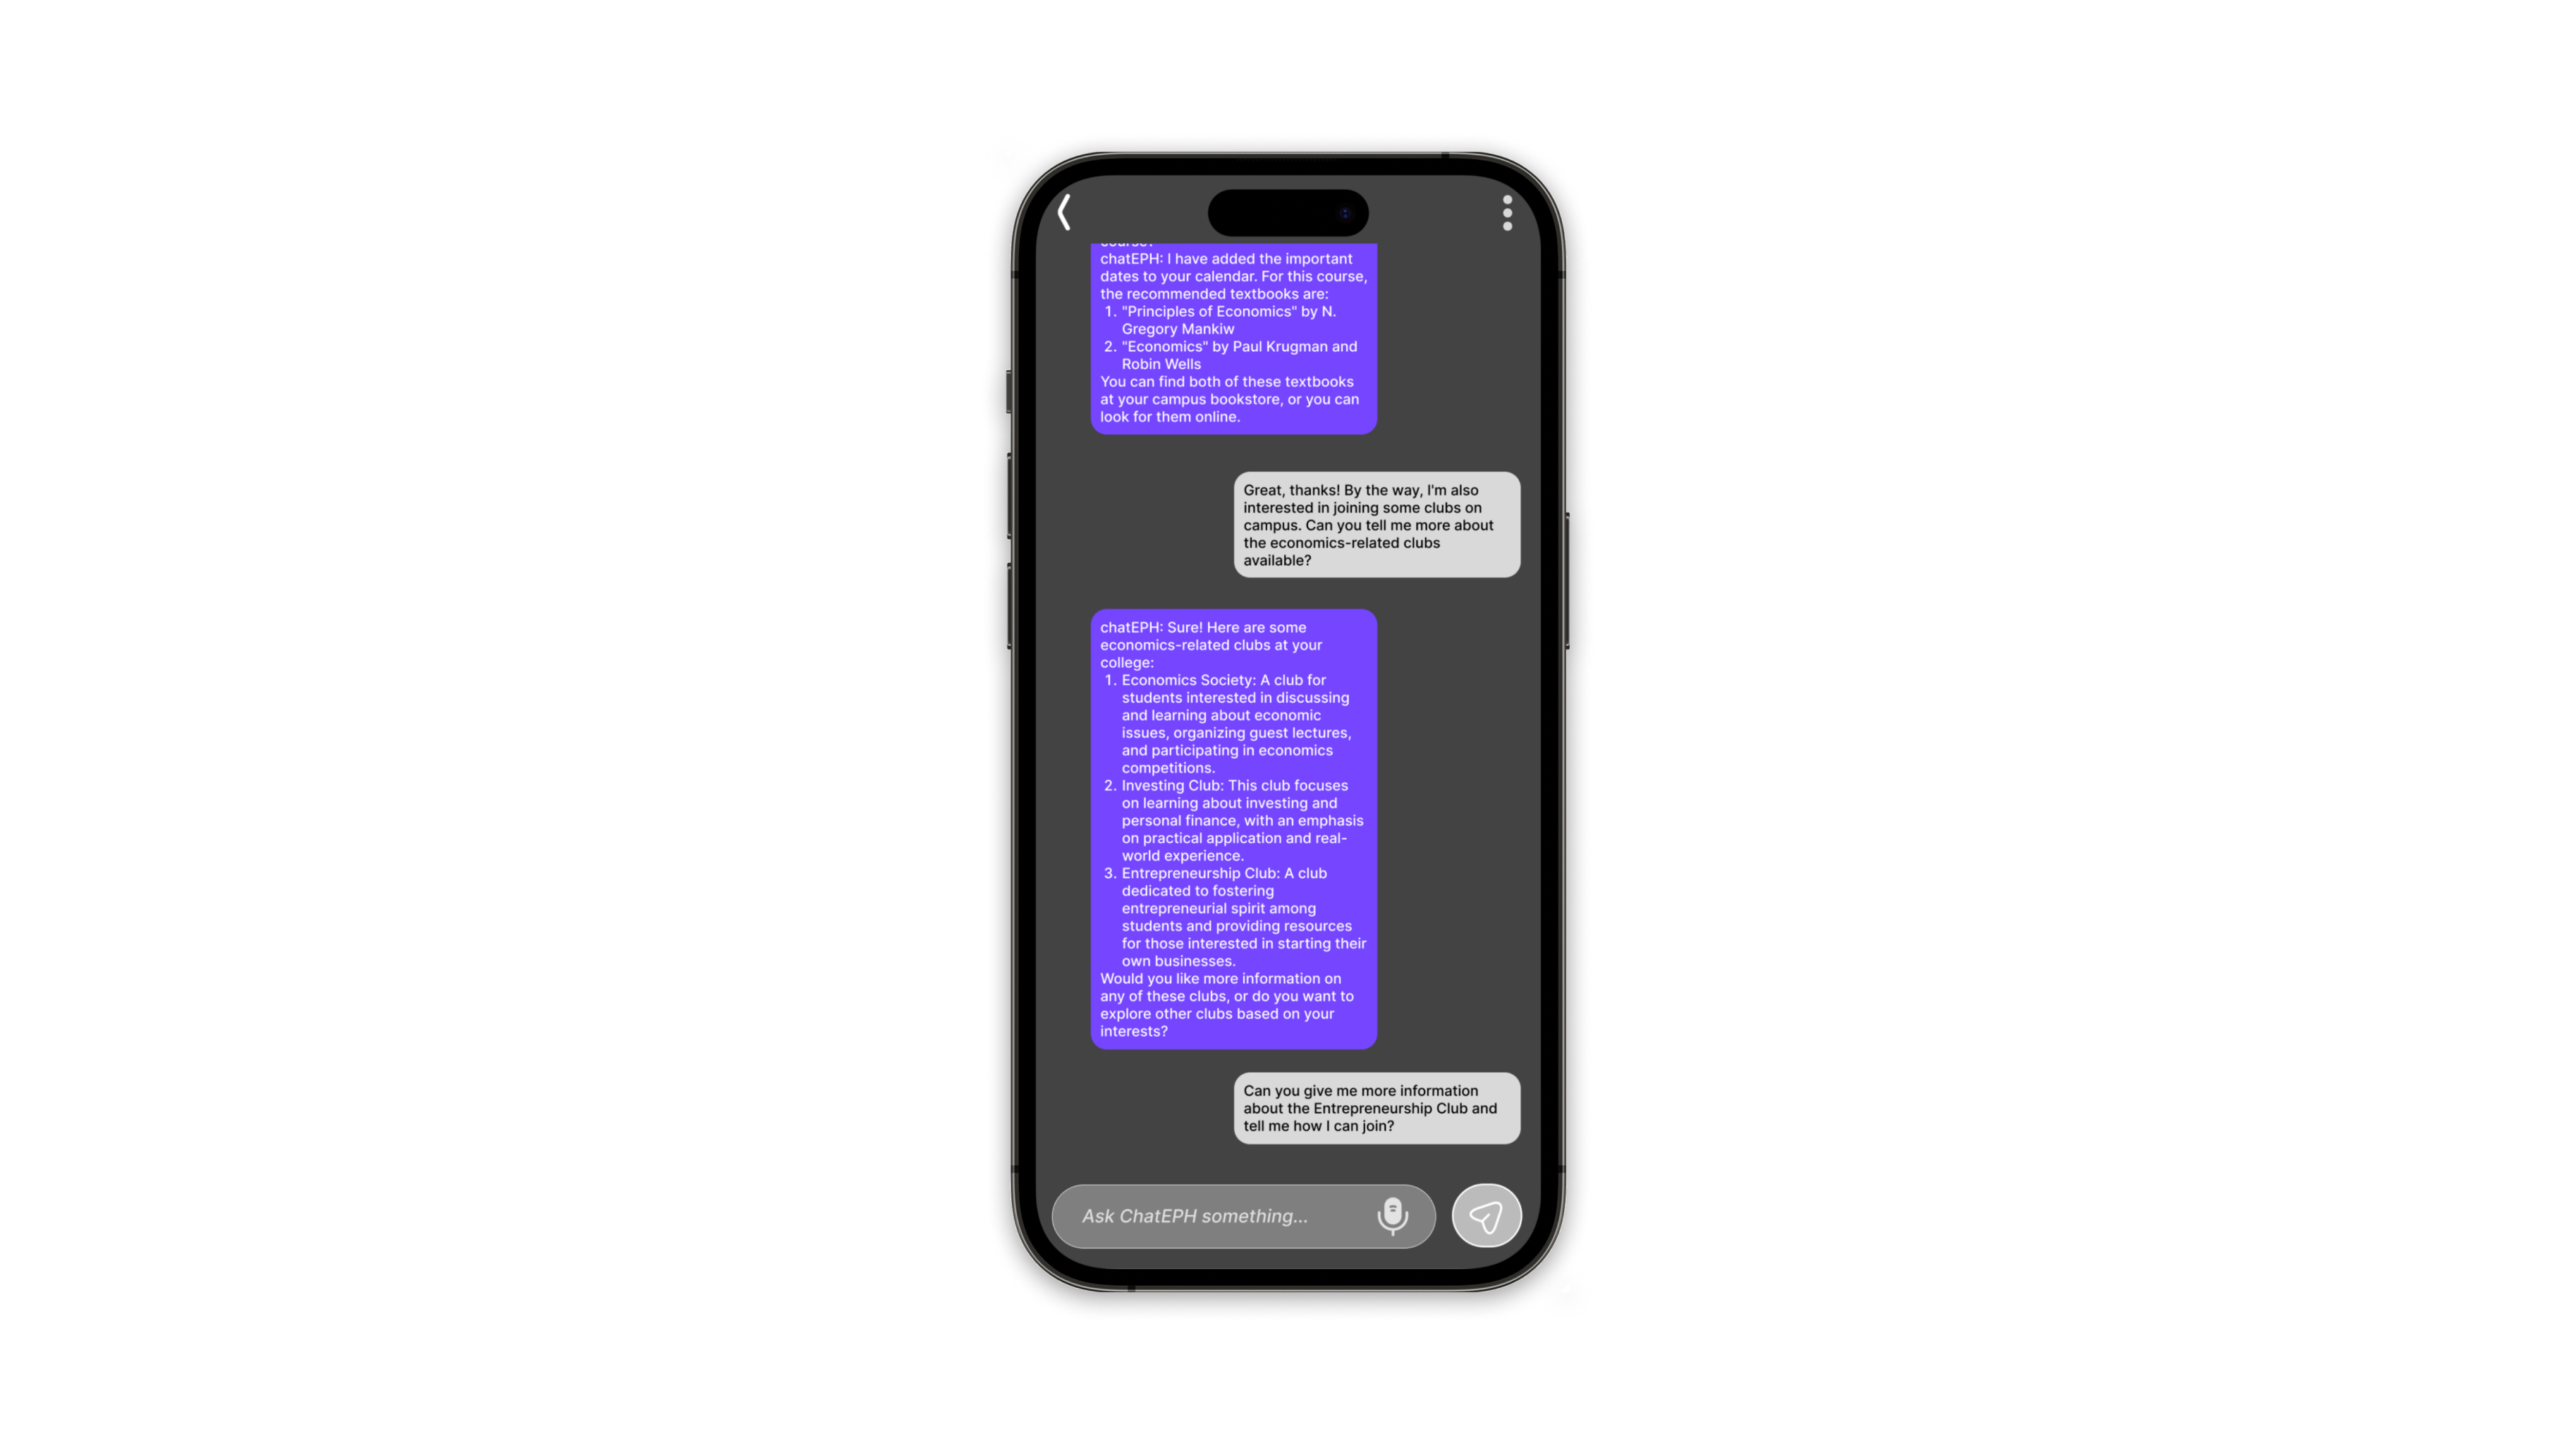 course?
chatEPH: I have added the important
dates to your calendar. For this course,
the recommended textbooks are:
1. "Principles of Economics" by N.
Gregory Mankiw
2. "Economics" by Paul Krugman and
Robin Wells
You can find both of these textbooks
at your campus bookstore, or you can
look for them online.
Great, thanks! By the way, I'm also
interested in joining some clubs on
campus. Can you tell me more about
the economics-related clubs
available?
chatEPH: Sure! Here are some
economics-related clubs at your
college:
1. Economics Society: A club for
students interested in discussing
and learning about economic
issues, organizing guest lectures,
and participating in economics
competitions.
2. Investing Club: This club focuses
on learning about investing and
personal finance, with an emphasis
on practical application and real-
world experience.
3. Entrepreneurship Club: A club
dedicated to fostering
entrepreneurial spirit among
students and providing resources
for those interested in starting their
own businesses.
Would you like more information on
any of these clubs, or do you want to
explore other clubs based on your
interests?
Can you give me more information
about the Entrepreneurship Club and
tell me how I can join?
Ask ChatEPH something...